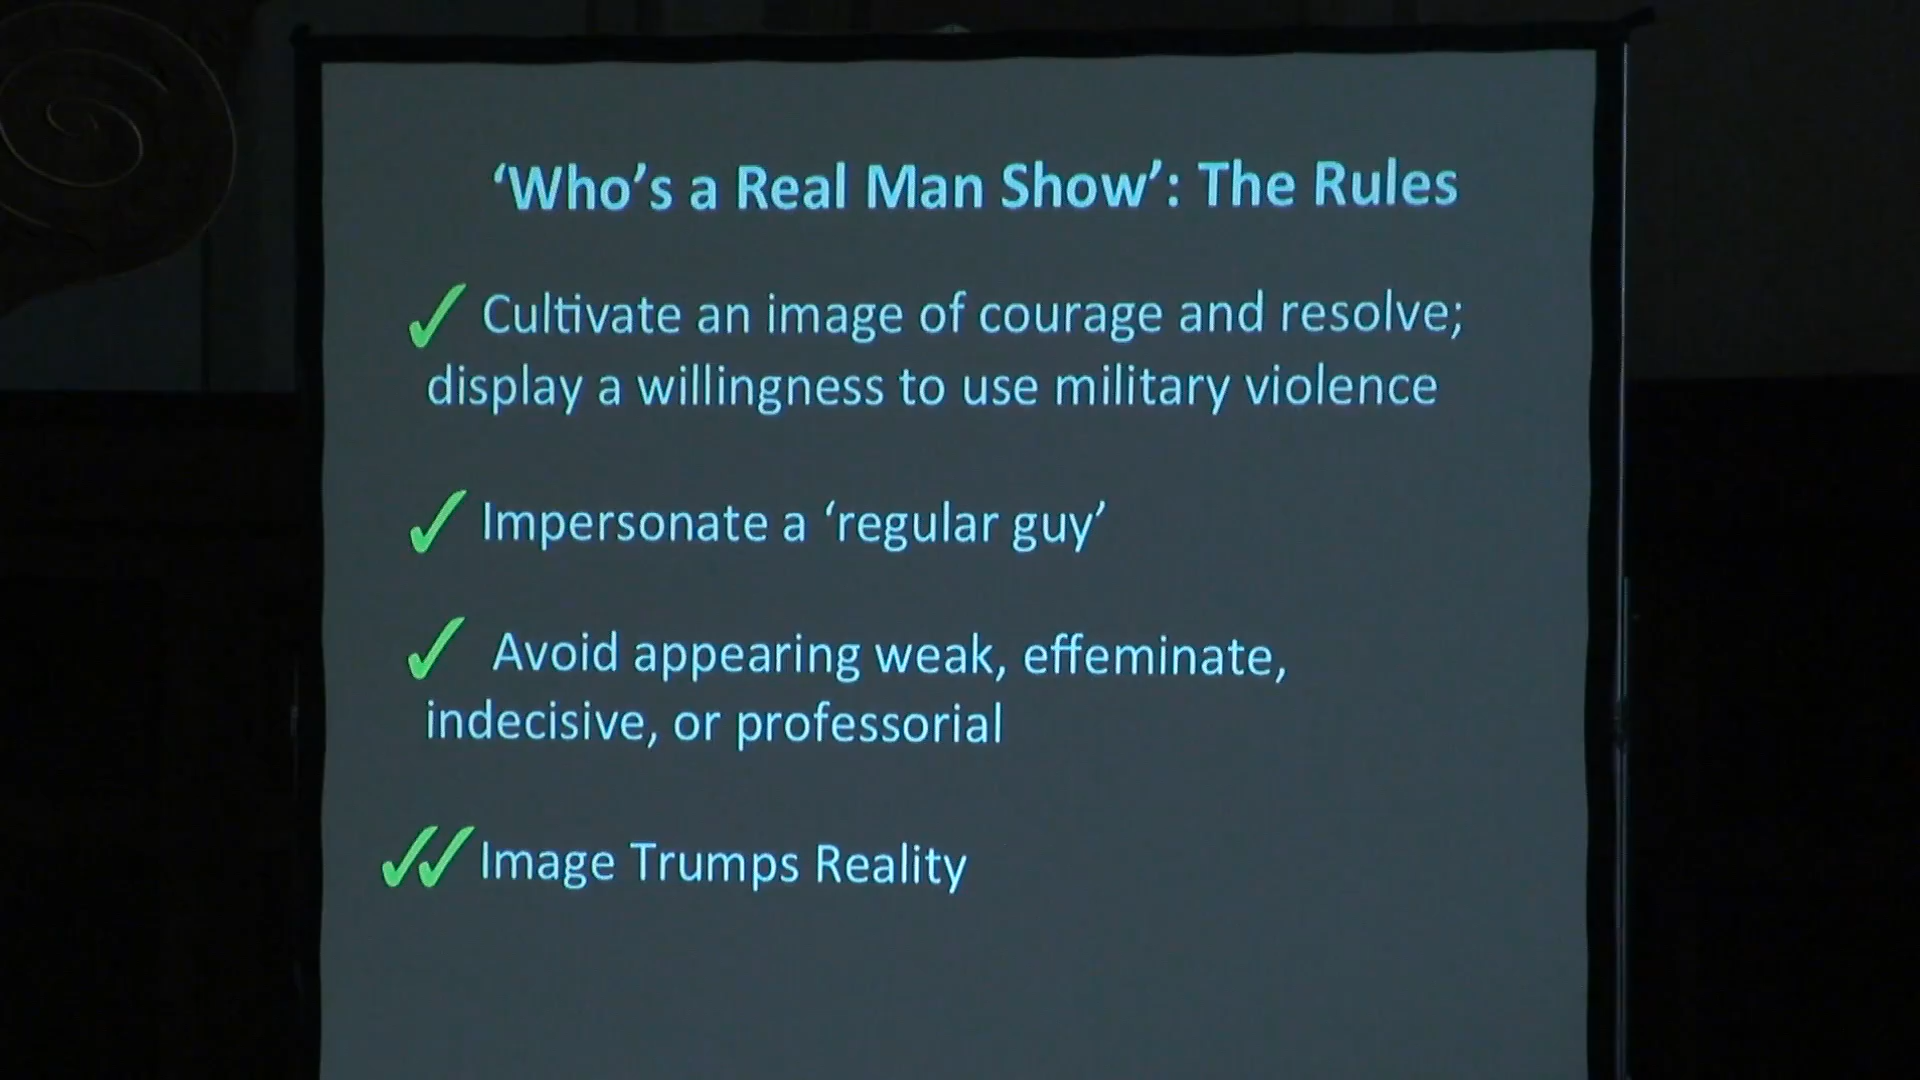 ‘Who’s a Real Man Show’: The Rules
✓ Cultivate an image of courage and resolve;
display a willingness to use military violence
✓ Impersonate a ‘regular guy’
✓ Avoid appearing weak, effeminate,
indecisive, or professorial
✓✓ Image Trumps Reality